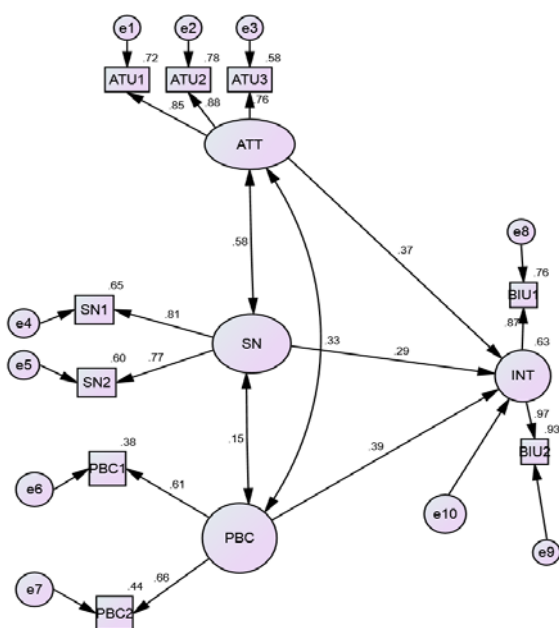 e1 e2 e3
.72 .78 .58
ATU1 ATU2 ATU3
.85 .88 .76
ATT
.58
.37
e8
.76
BIU1
.65
SN1
.81
e4
.87
.63
SN
.33
.29
INT
e5
.60
SN2
.77
.97
.93
BIU2
.15
.39
.38
PBC1
.61
e6
e10
PBC
e9
e7
.66
.44
PBC2